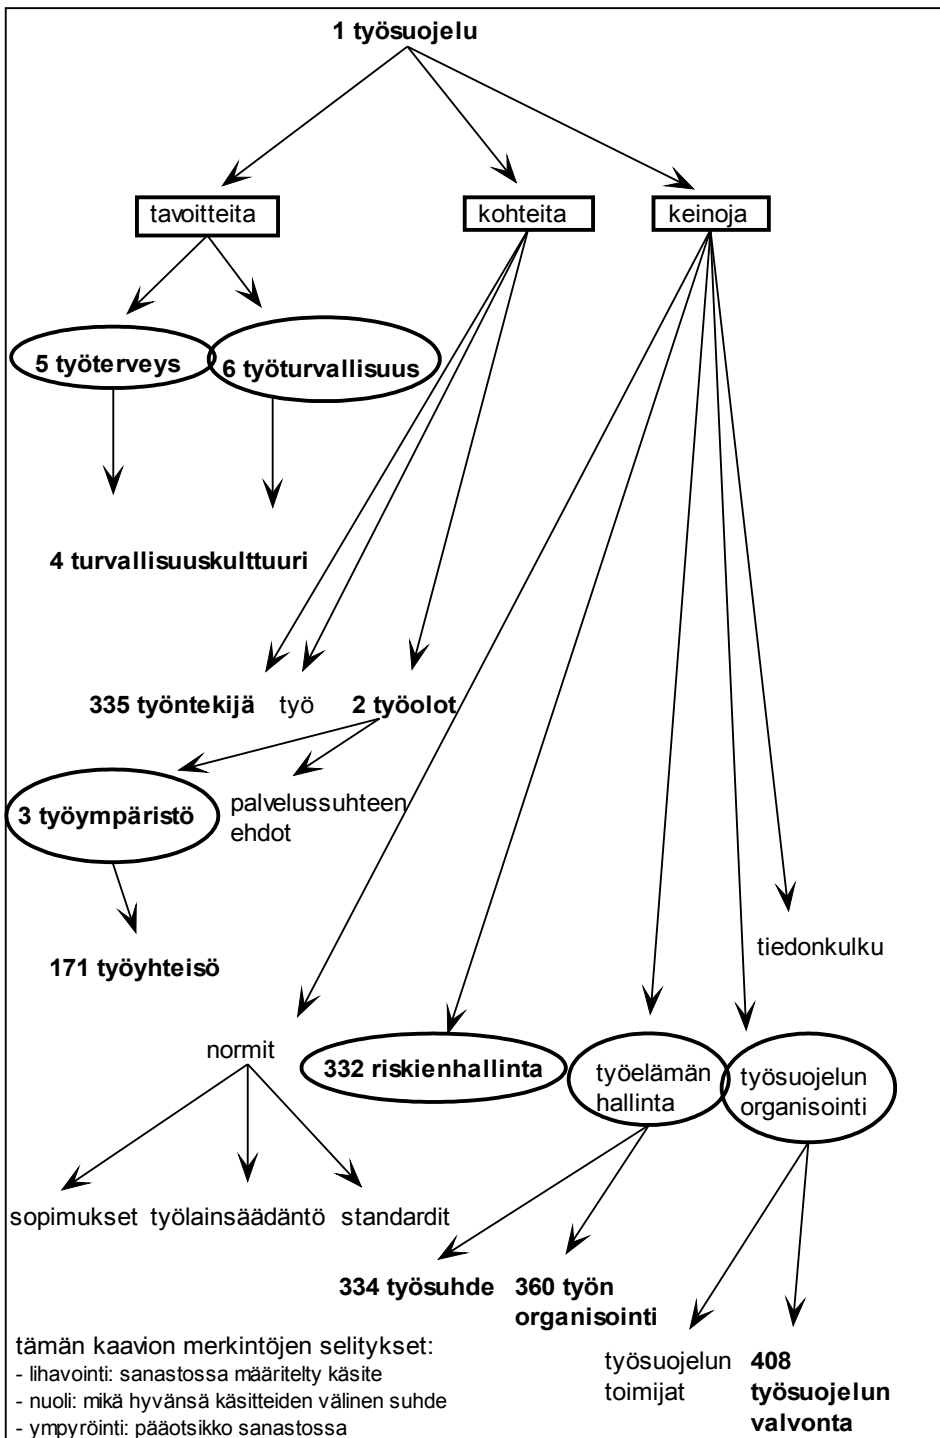 1 työsuojelu
tavoitteita
kohteita
keinoja
5 työterveys
6 työturvallisuus
4 turvallisuuskulttuuri
335 työntekijä
työ
2 työolot
3 työympäristö
palvelussuhteen
ehdot
171 työyhteisö
tiedonkulku
normit
332 riskienhallinta
työelämän
hallinta
työsuojelun
organisointi
sopimukset
työlainsäädäntö
standardit
334 työsuhde
360 työn
organisointi
työsuojelun
toimijat
408
työsuojelun
valvonta
tämän kaavion merkintöjen selitykset:
- lihavointi: sanastossa määritelty käsite
- nuoli: mikä hyvänsä käsitteiden välinen suhde
- ympyröinti: pääotsikko sanastossa